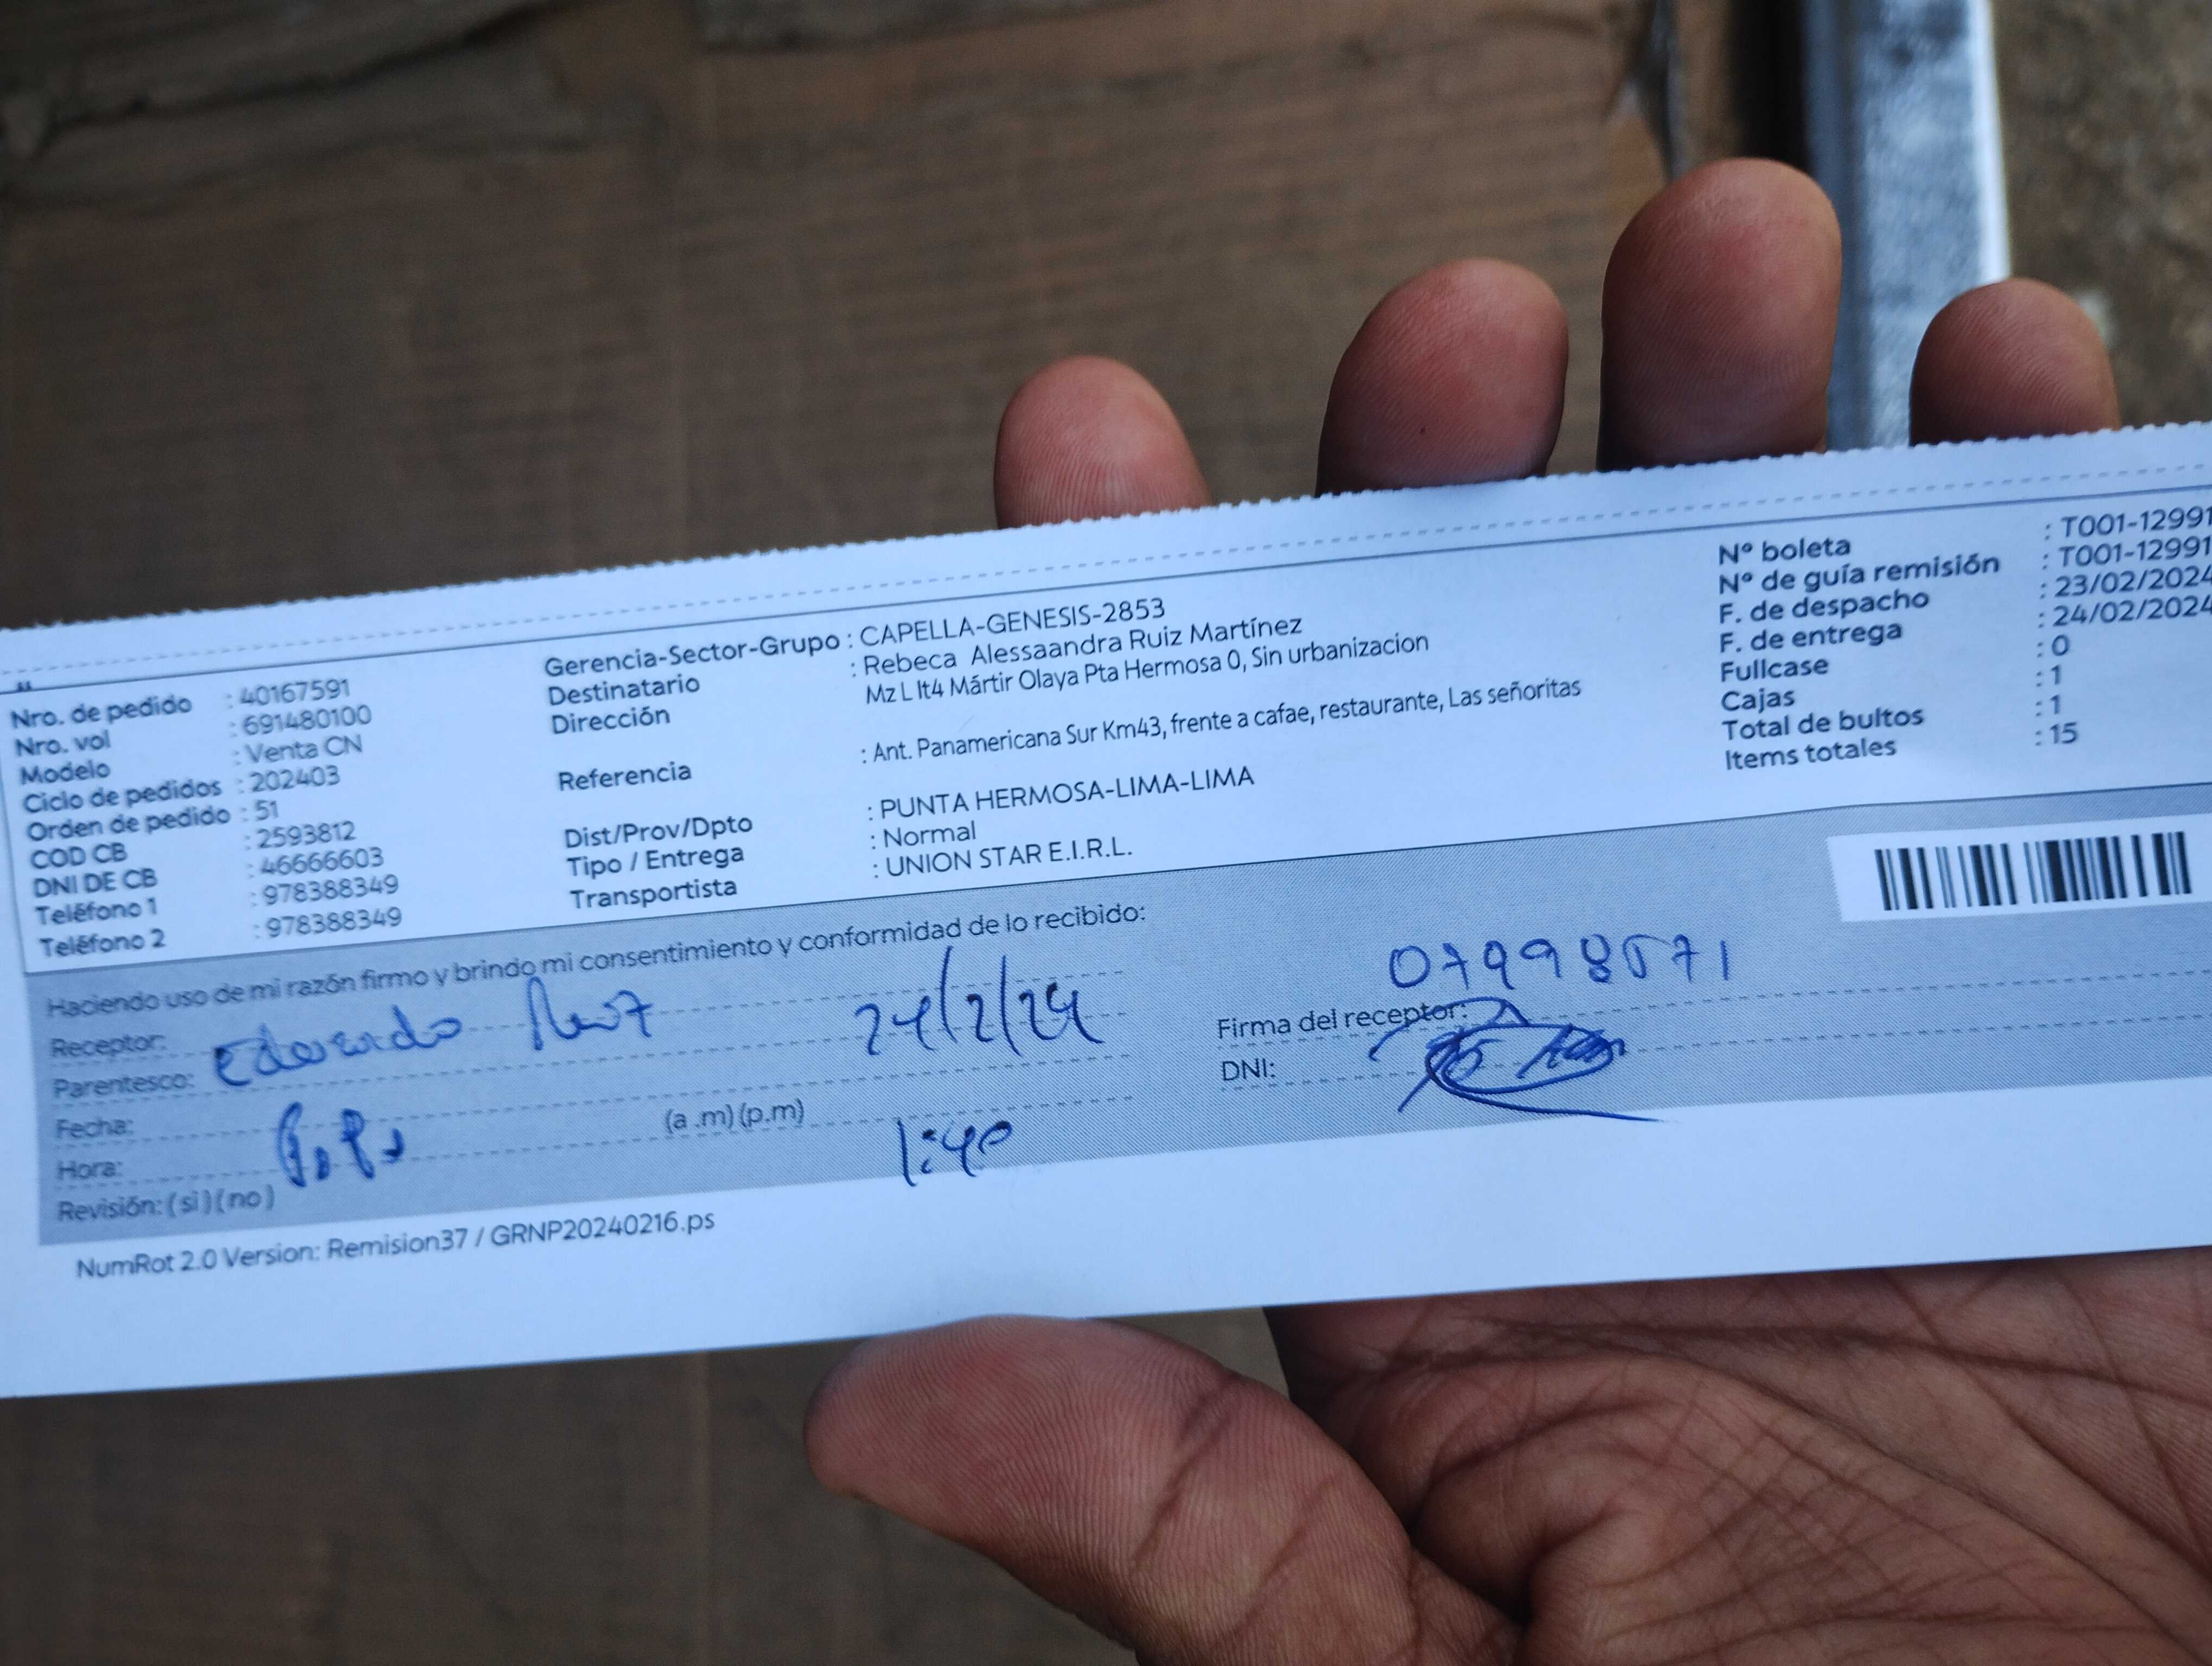 Nro. de pedido : 40167591
Nro. vol : 691480100
Modelo : Venta CN
Ciclo de pedidos : 202403
Orden de pedido : 51
COD CB : 2593812
DNI DE CB : 46666603
Teléfono 1 : 978388349
Teléfono 2 : 978388349
Gerencia-Sector-Grupo : CAPELLA-GENESIS-2853
Destinatario : Rebeca Alessaandra Ruiz Martínez
Dirección Mz L lt4 Mártir Olaya Pta Hermosa 0, Sin urbanizacion
Referencia : Ant. Panamericana Sur Km43, frente a cafae, restaurante, Las señoritas
Dist/Prov/Dpto : PUNTA HERMOSA-LIMA-LIMA
Tipo / Entrega : Normal
Transportista : UNION STAR E.I.R.L.
Nº boleta : T001-12991
Nº de guía remisión : T001-12991
F. de despacho : 23/02/2024
F. de entrega : 24/02/2024
Fullcase : 0
Cajas : 1
Total de bultos : 1
Items totales : 15
Haciendo uso de mi razón firmo y brindo mi consentimiento y conformidad de lo recibido:
Receptor: Eduardo Ruiz
Parentesco:
Fecha: 24/2/24
Hora: (a .m) (p.m) 1:40
Revisión: ( si ) ( no )
07998571
Firma del receptor:
DNI:
NumRot 2.0 Version: Remision37 / GRNP20240216.ps